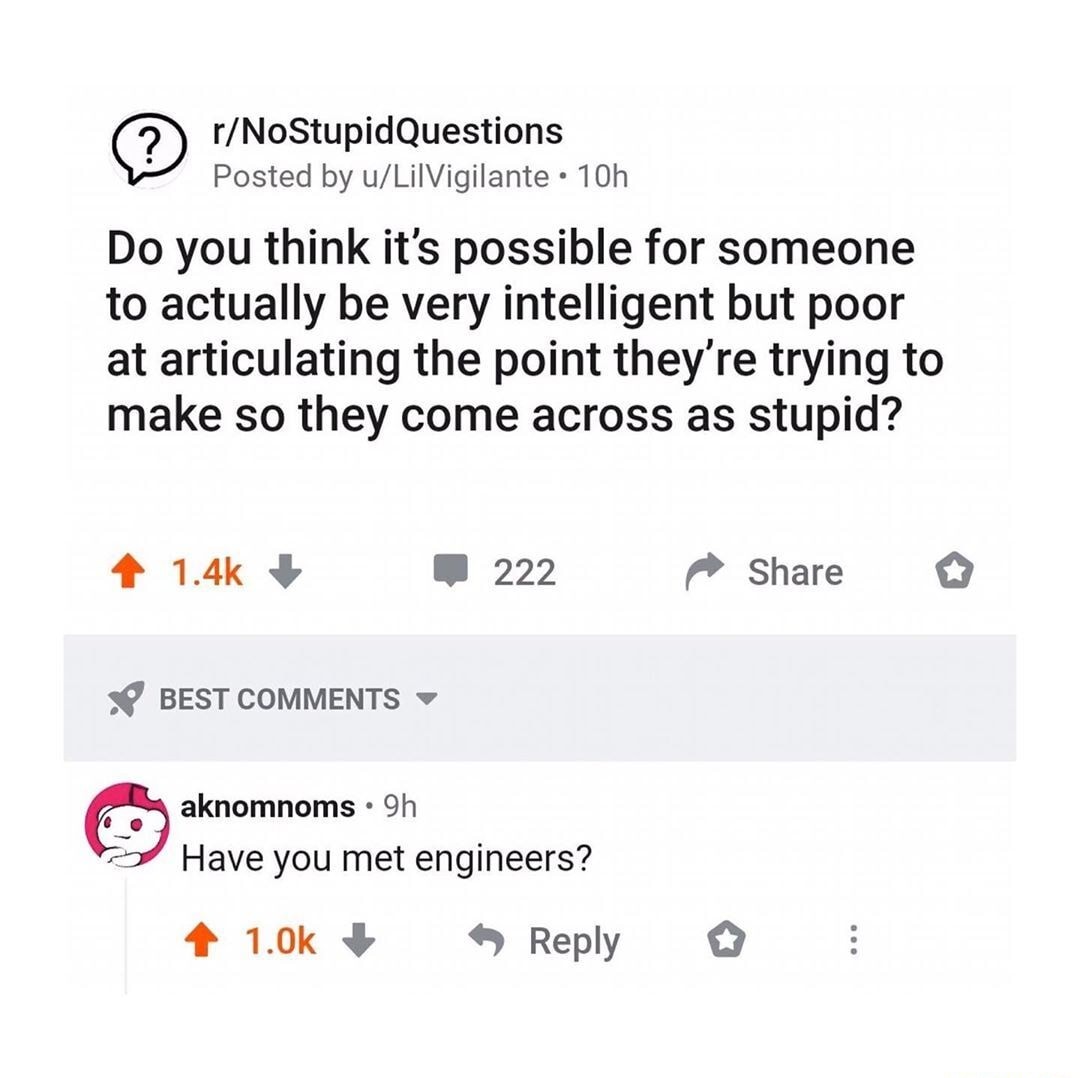 r/NoStupidQuestions
Posted by u/LilVigilante • 10h
Do you think it's possible for someone
to actually be very intelligent but poor
at articulating the point they're trying to
make so they come across as stupid?
1.4k
222
Share
BEST COMMENTS
aknomnoms • 9h
Have you met engineers?
1.0k
Reply